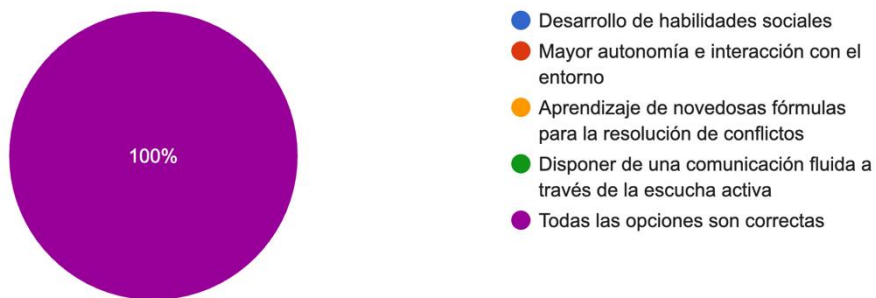 100%
Desarrollo de habilidades sociales
Mayor autonomía e interacción con el
entorno
Aprendizaje de novedosas fórmulas
para la resolución de conflictos
Disponer de una comunicación fluida a
través de la escucha activa
Todas las opciones son correctas